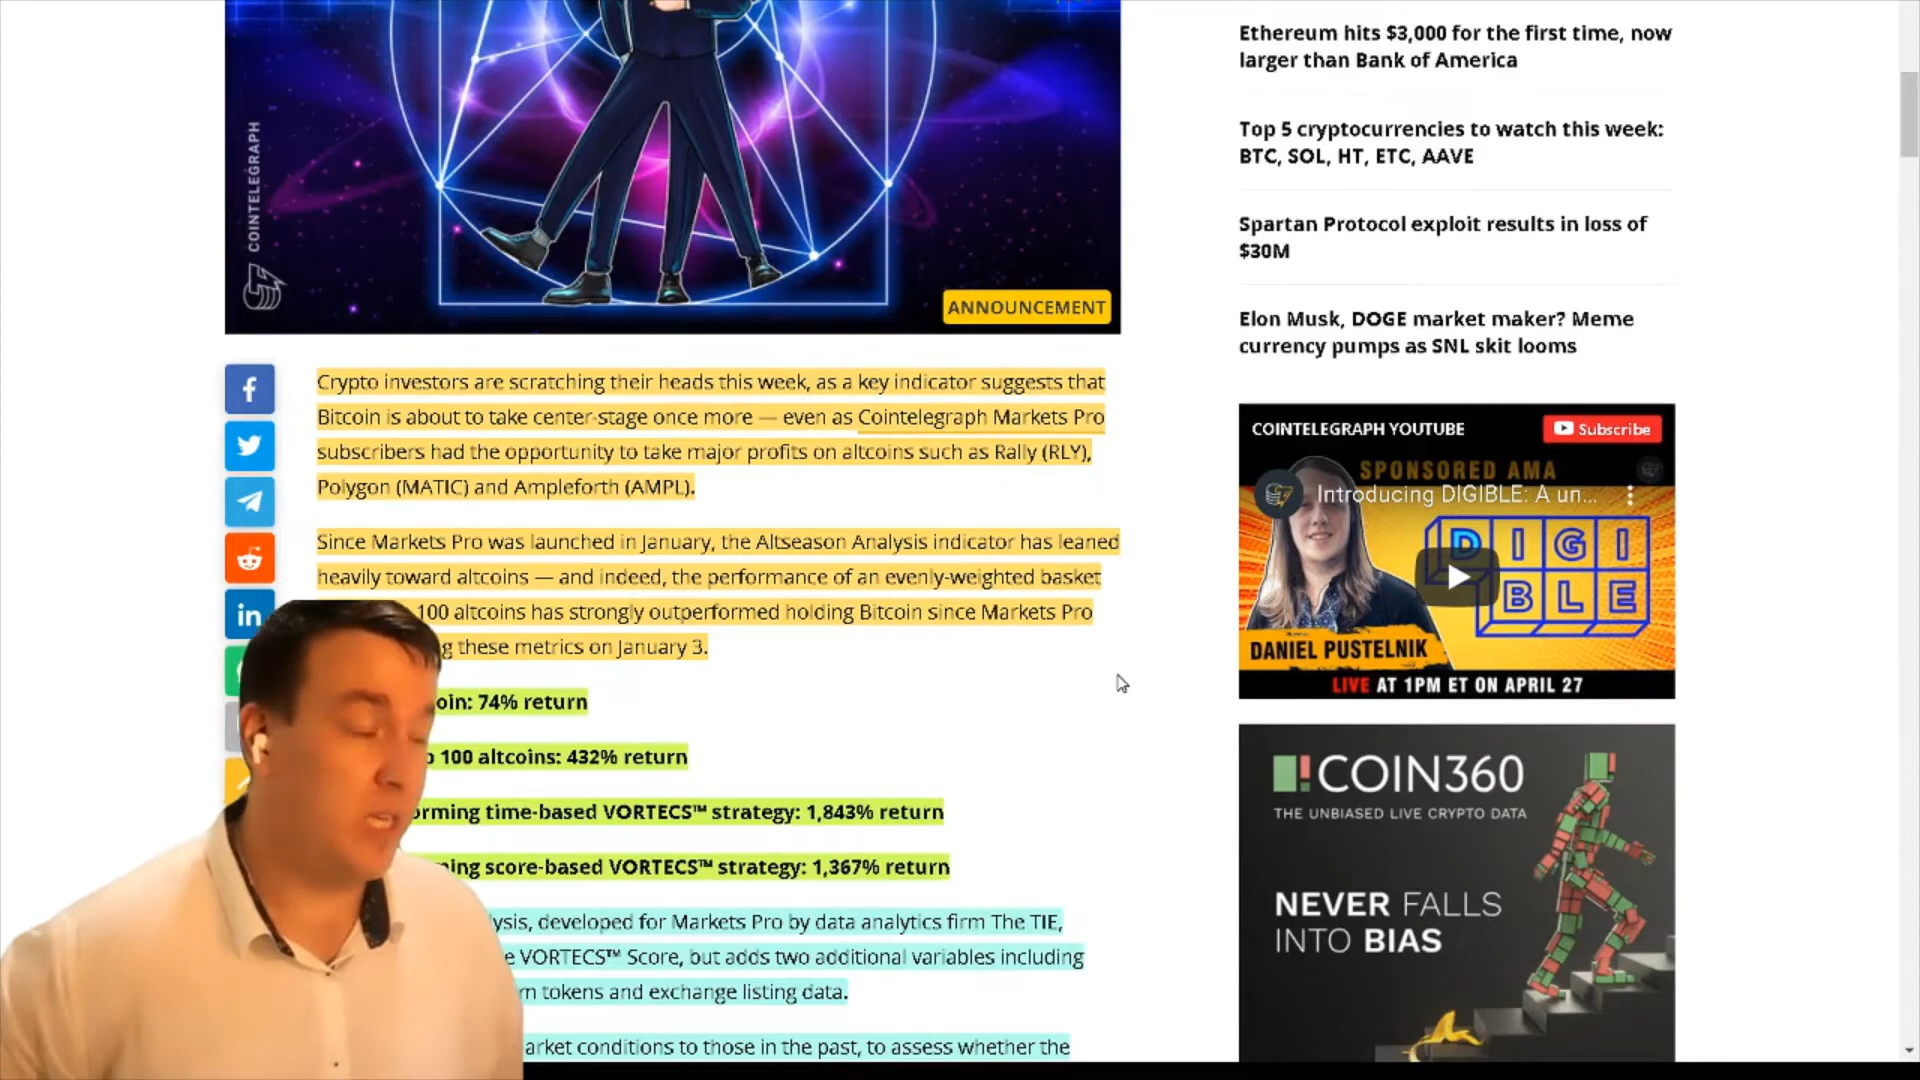 COINTELEGRAPH
ANNOUNCEMENT
Crypto investors are scratching their heads this week, as a key indicator suggests that
Bitcoin is about to take center-stage once more — even as Cointelegraph Markets Pro
subscribers had the opportunity to take major profits on altcoins such as Rally (RLY),
Polygon (MATIC) and Ampleforth (AMPL).
Since Markets Pro was launched in January, the Altseason Analysis indicator has leaned
heavily toward altcoins — and indeed, the performance of an evenly-weighted basket
100 altcoins has strongly outperformed holding Bitcoin since Markets Pro
these metrics on January 3.
oin: 74% return
100 altcoins: 432% return
orming time-based VORTECS™ strategy: 1,843% return
ning score-based VORTECS™ strategy: 1,367% return
ysis, developed for Markets Pro by data analytics firm The TIE,
e VORTECS™ Score, but adds two additional variables including
m tokens and exchange listing data.
arket conditions to those in the past, to assess whether the
Ethereum hits $3,000 for the first time, now
larger than Bank of America
Top 5 cryptocurrencies to watch this week:
BTC, SOL, HT, ETC, AAVE
Spartan Protocol exploit results in loss of
$30M
Elon Musk, DOGE market maker? Meme
currency pumps as SNL skit looms
COINTELEGRAPH YOUTUBE
Subscribe
SPONSORED AMA
Introducing DIGIBLE: A un...
DIGI
BLE
DANIEL PUSTELNIK
LIVE AT 1PM ET ON APRIL 27
COIN360
THE UNBIASED LIVE CRYPTO DATA
NEVER FALLS
INTO BIAS